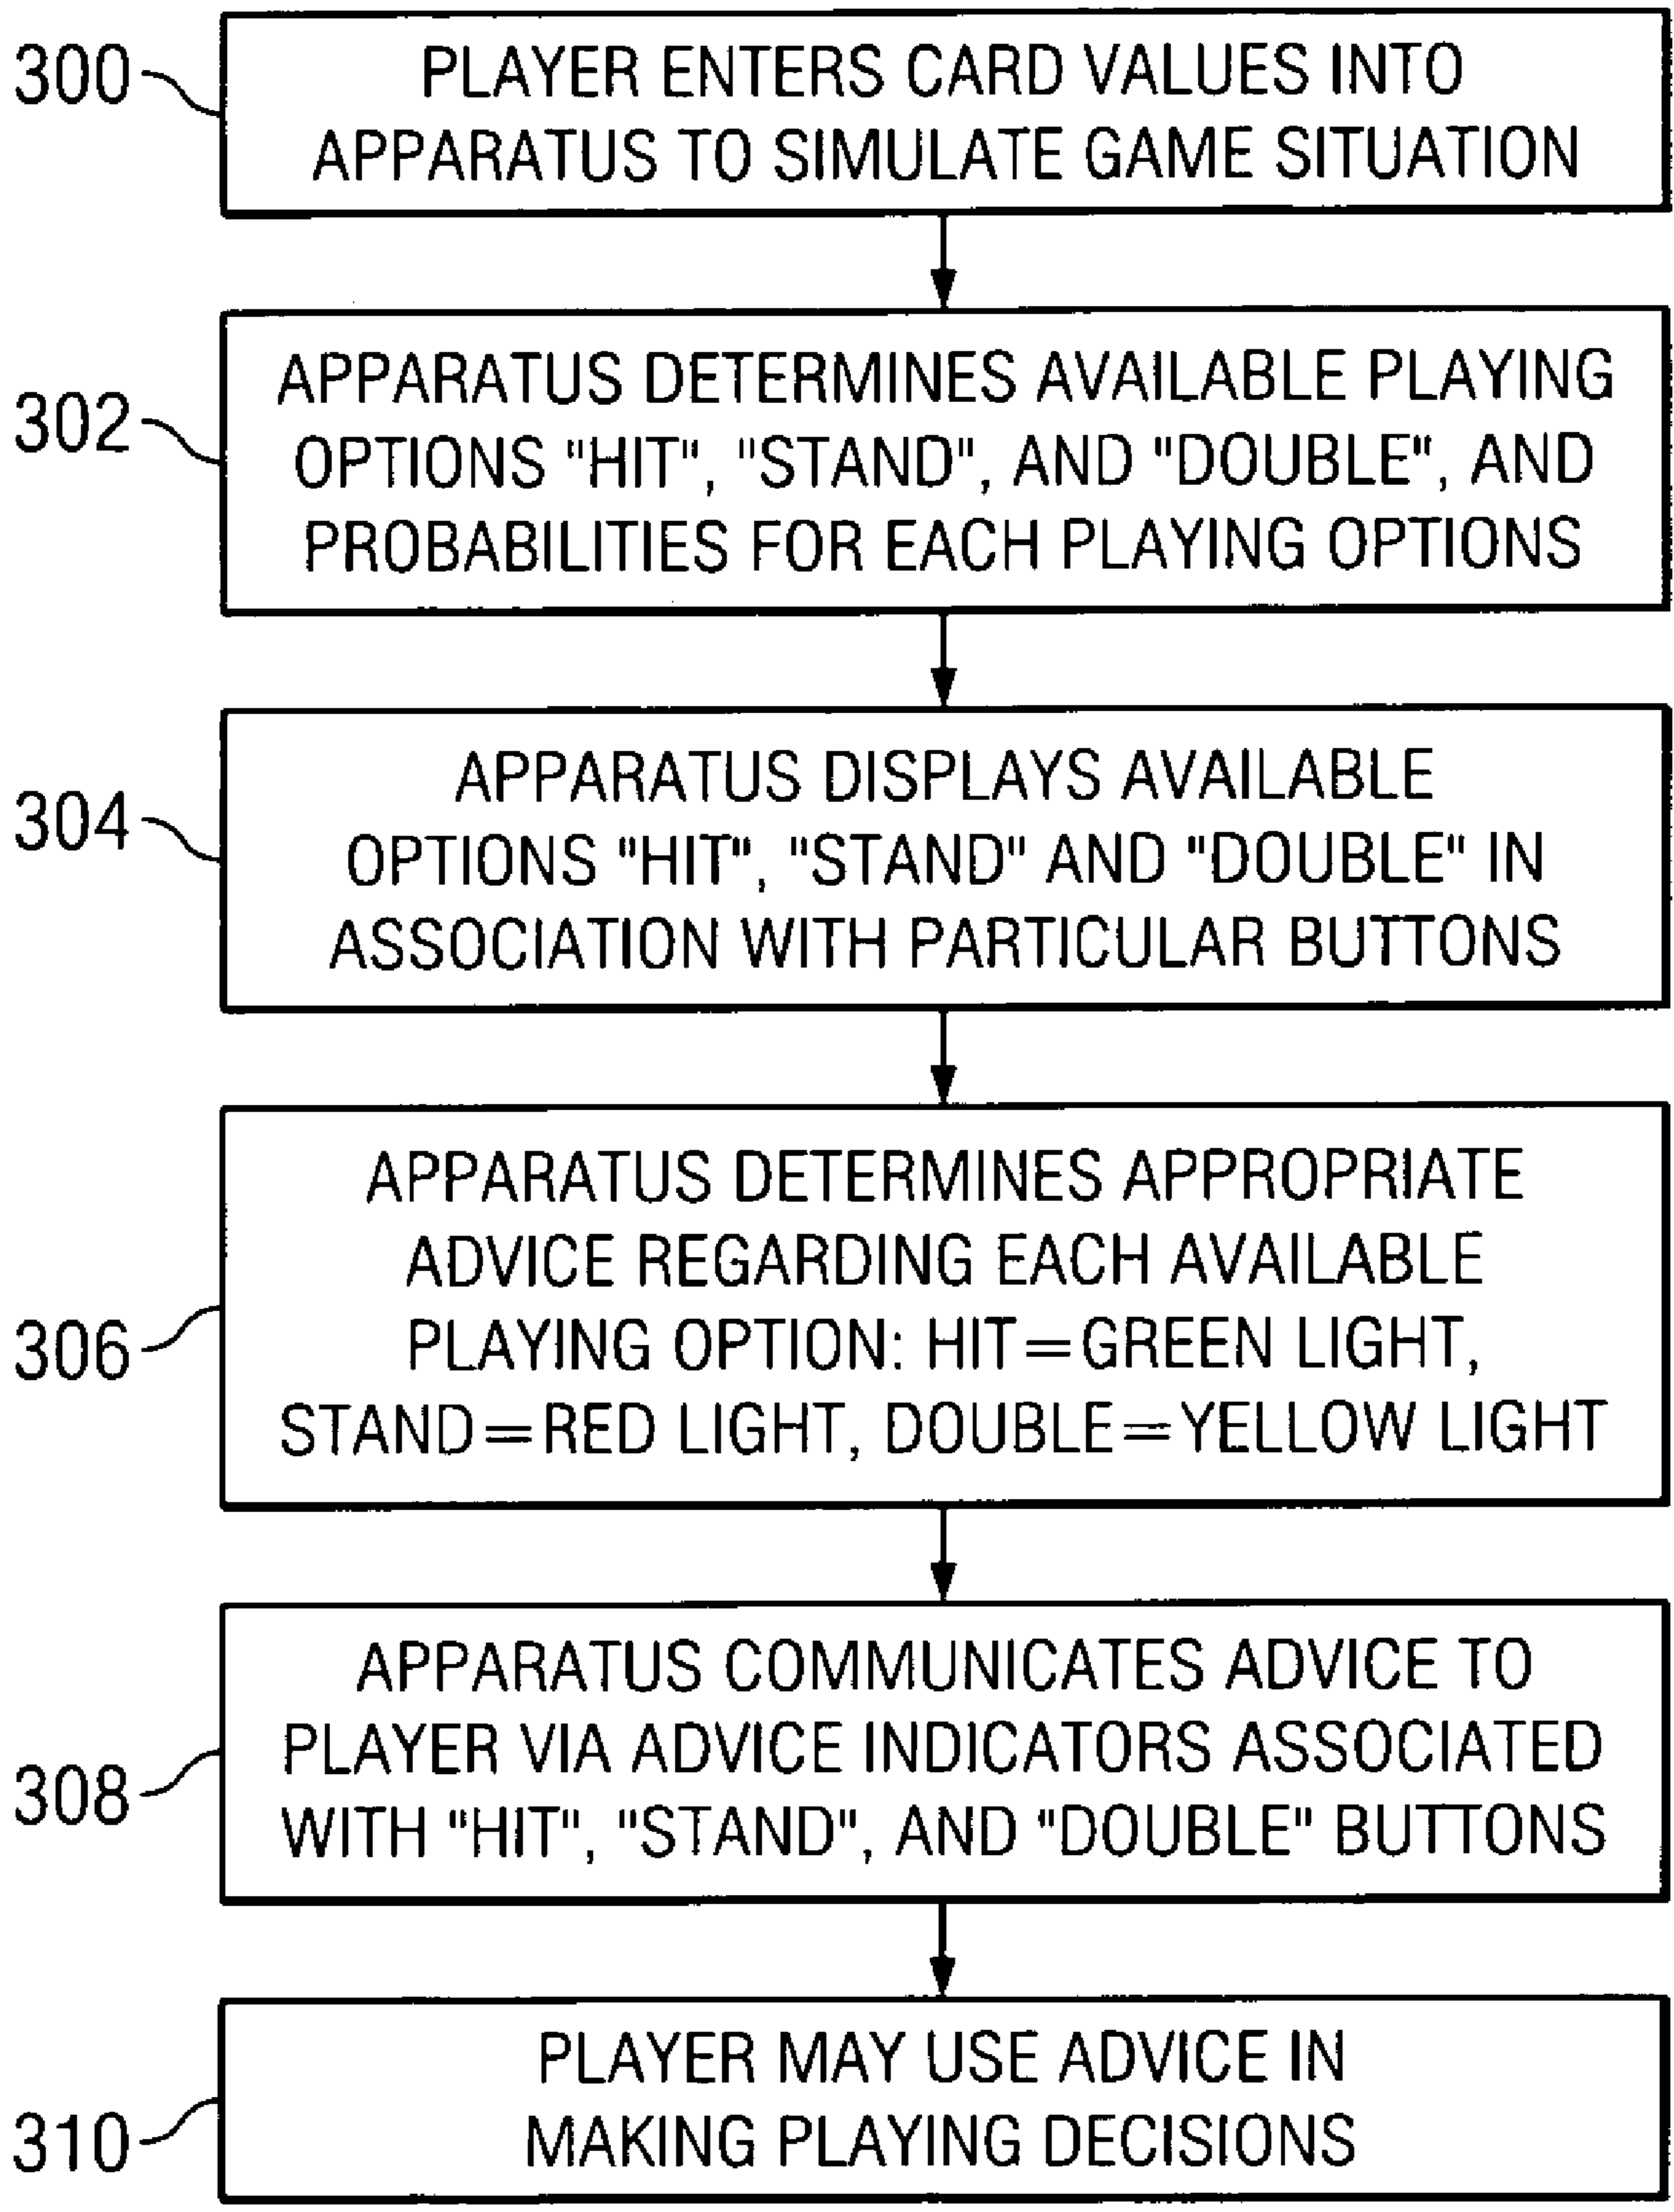 300
PLAYER ENTERS CARD VALUES INTO
APPARATUS TO SIMULATE GAME SITUATION
302
APPARATUS DETERMINES AVAILABLE PLAYING
OPTIONS "HIT", "STAND", AND "DOUBLE", AND
PROBABILITIES FOR EACH PLAYING OPTIONS
304
APPARATUS DISPLAYS AVAILABLE
OPTIONS "HIT", "STAND" AND "DOUBLE" IN
ASSOCIATION WITH PARTICULAR BUTTONS
306
APPARATUS DETERMINES APPROPRIATE
ADVICE REGARDING EACH AVAILABLE
PLAYING OPTION: HIT=GREEN LIGHT,
STAND=RED LIGHT, DOUBLE=YELLOW LIGHT
308
APPARATUS COMMUNICATES ADVICE TO
PLAYER VIA ADVICE INDICATORS ASSOCIATED
WITH "HIT", "STAND", AND "DOUBLE" BUTTONS
310
PLAYER MAY USE ADVICE IN
MAKING PLAYING DECISIONS